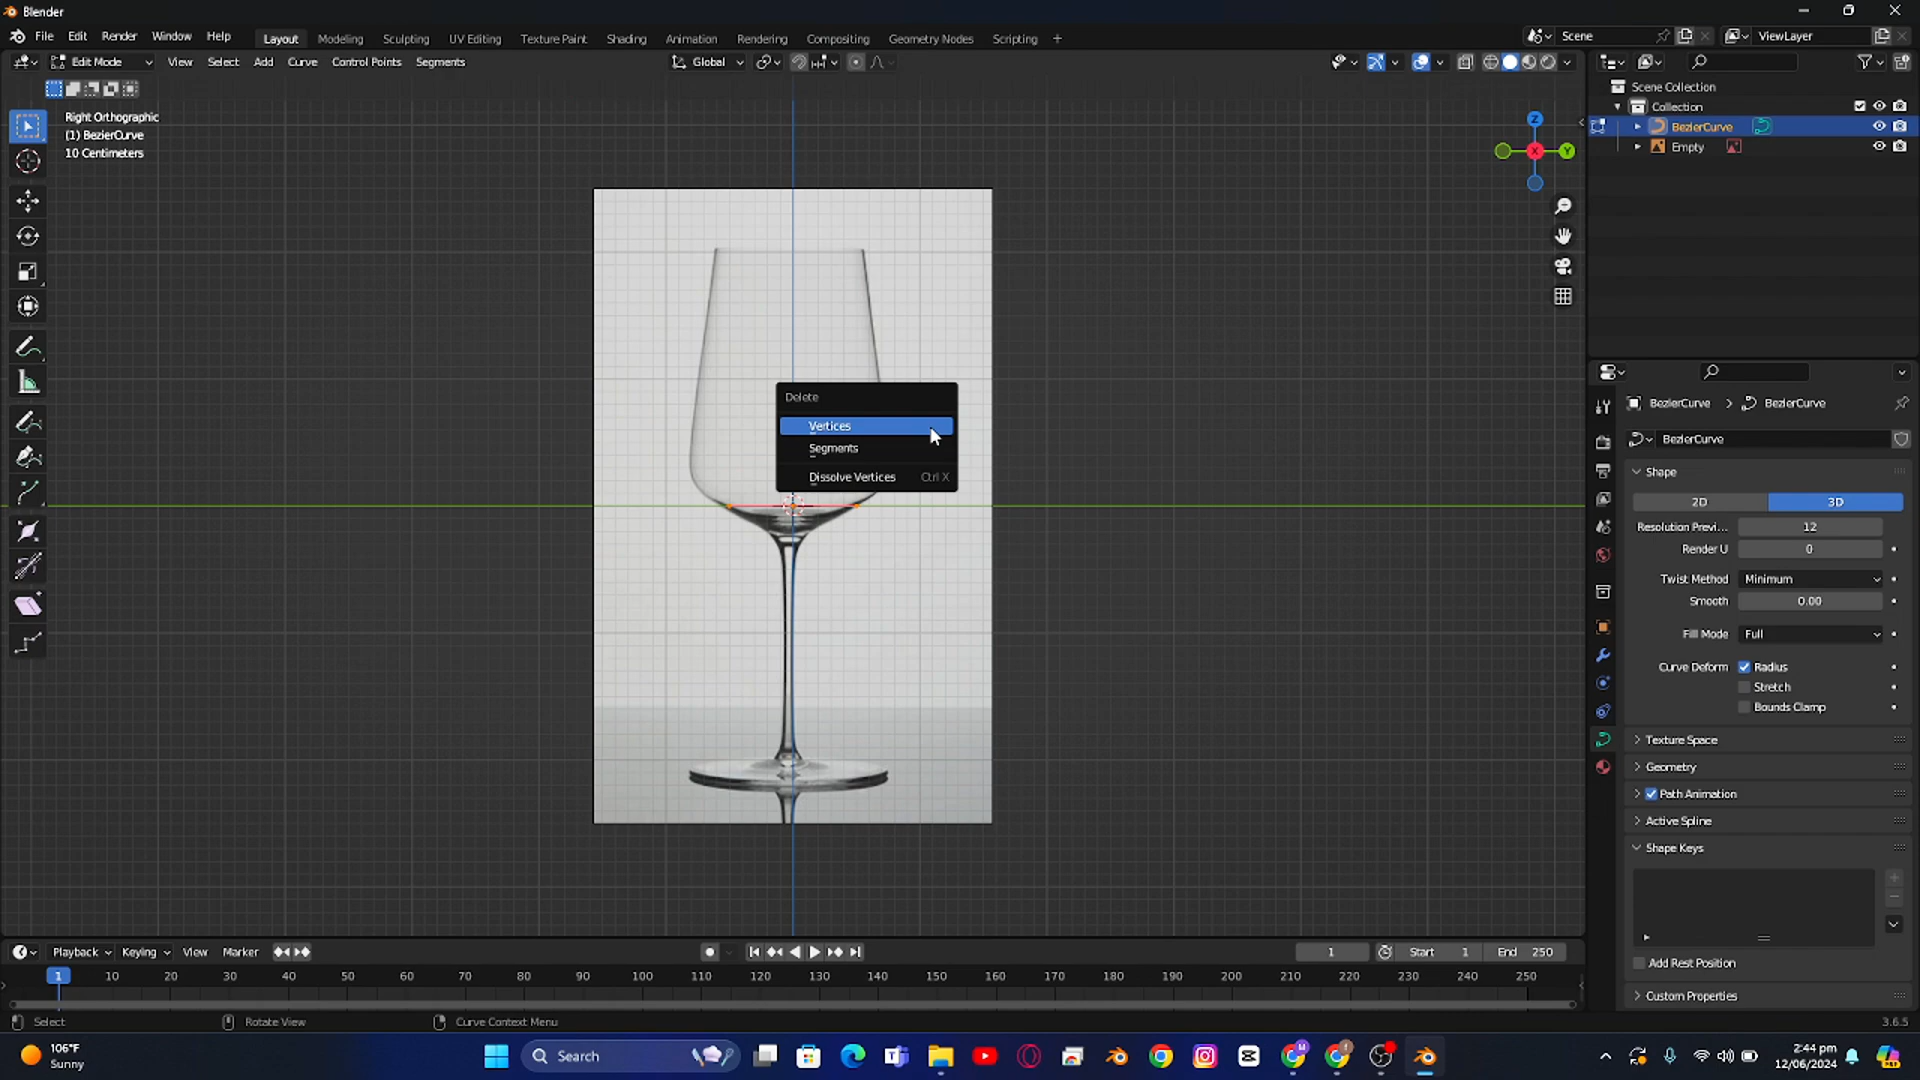 Blender
File Edit Render Window Help
Layout Modeling Sculpting UV Editing Texture Paint Shading Animation Rendering Compositing Geometry Nodes Scripting +
Scene
ViewLayer
Edit Mode View Select Add Curve Control Points Segments
Global
Right Orthographic
(1) BezierCurve
10 Centimeters
Z
X
Y
Delete
Vertices
Segments
Dissolve Vertices Ctrl X
Scene Collection
Collection
BezierCurve
Empty
BezierCurve > BezierCurve
BezierCurve
Shape
2D 3D
Resolution Previ... 12
Render U 0
Twist Method Minimum
Smooth 0.00
Fill Mode Full
Curve Deform Radius
Stretch
Bounds Clamp
Texture Space
Geometry
Path Animation
Active Spline
Shape Keys
Add Rest Position
Custom Properties
Playback Keying View Marker
1 Start 1 End 250
1 10 20 30 40 50 60 70 80 90 100 110 120 130 140 150 160 170 180 190 200 210 220 230 240 250
Select Rotate View Curve Context Menu
3.6.5
106°F
Sunny
Search
2:44 pm
12/06/2024